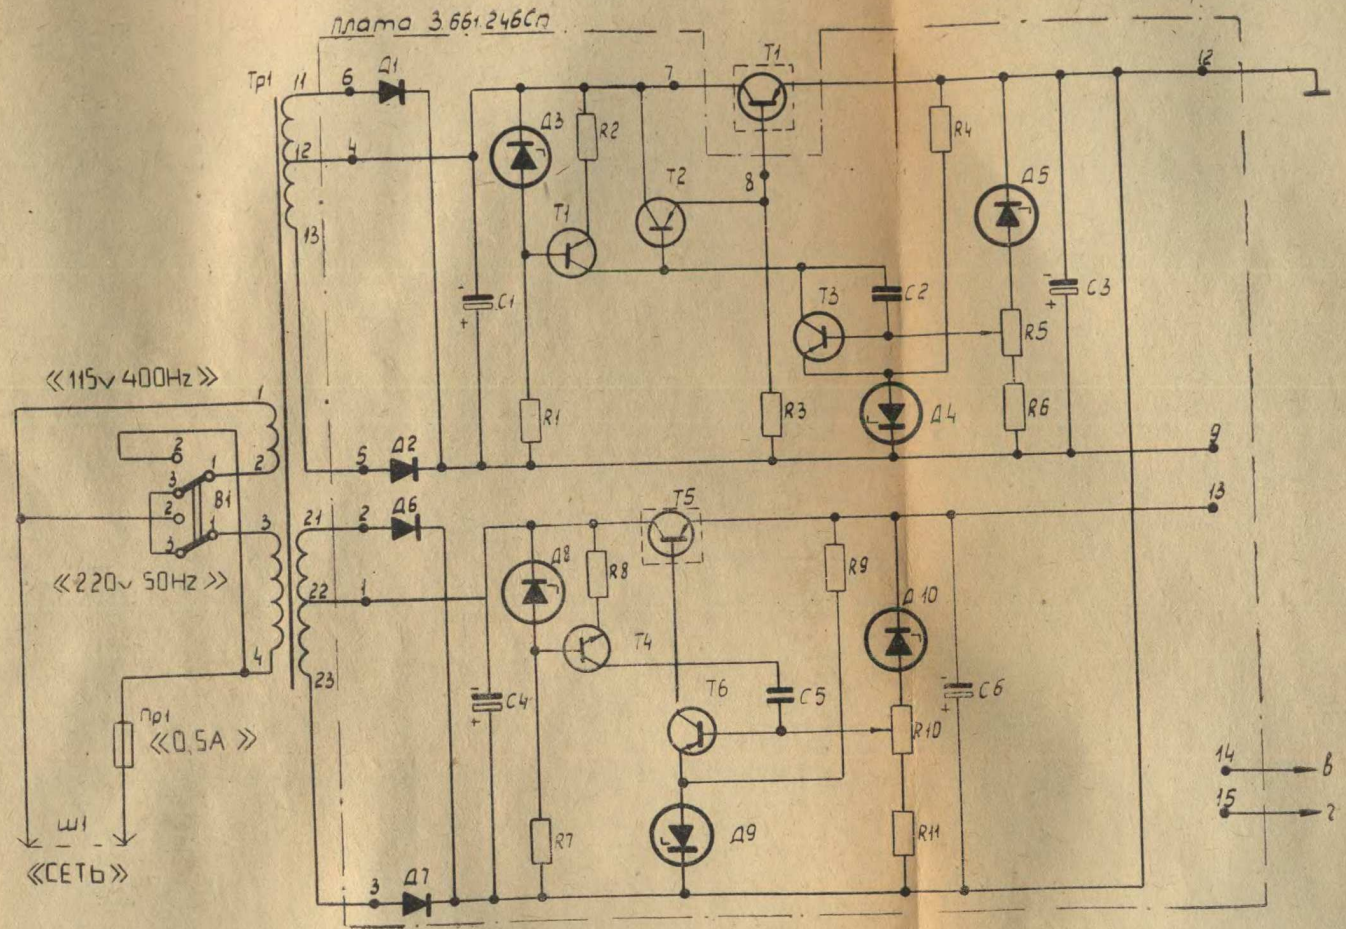 плата 3.661.246Сп
Тр1
11
6
Д1
7
Т1
12
Д3
R2
R4
12
4
8
Д5
Т2
Т1
13
С1
-
+
Т3
С2
R5
-
+
С3
«115v 400Hz»
1
R1
R3
Д4
R6
2
3
1
2
5
Д2
9
В1
2
3
1
3
21
2
Д6
Т5
13
«220v 50Hz»
Д8
R8
R9
22
1
Д10
Т4
4
23
-
+
С4
Т6
С5
-
+
С6
Пр1
«0,5А»
R10
14
в
15
г
Ш1
R7
Д9
R11
«СЕТЬ»
3
Д7